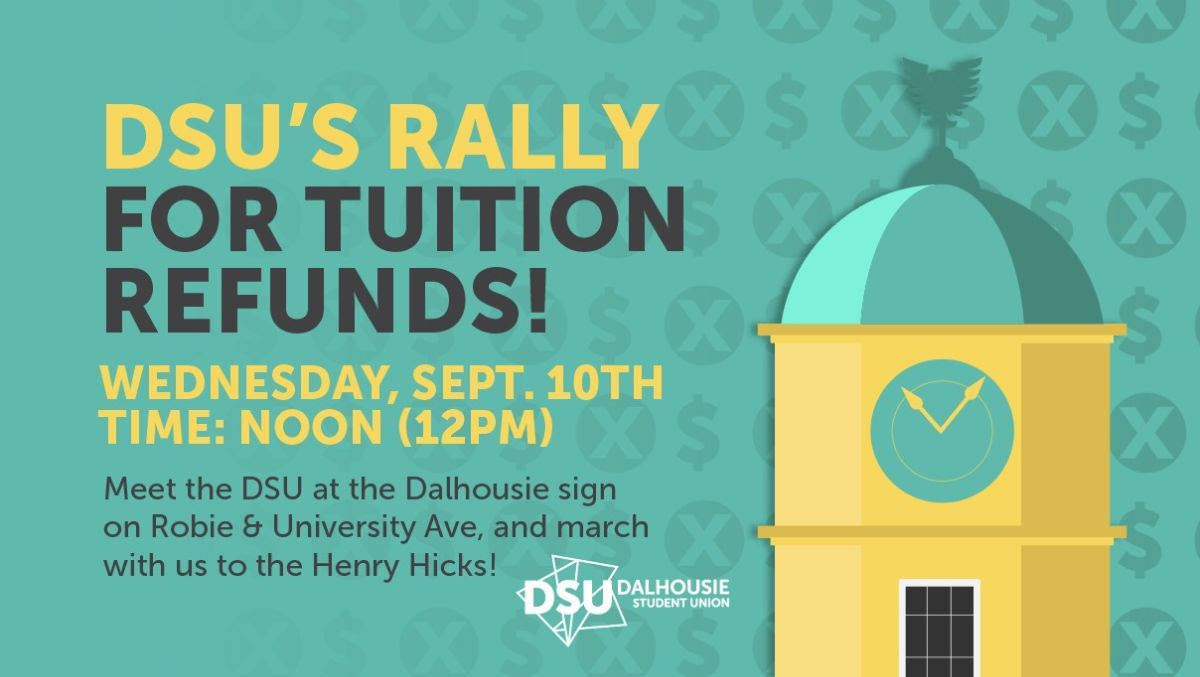 DSU'S RALLY
FOR TUITION
REFUNDS!
WEDNESDAY, SEPT. 10TH
TIME: NOON (12PM)
Meet the DSU at the Dalhousie sign
on Robie & University Ave, and march
with us to the Henry Hicks!
DSU DALHOUSIE
STUDENT UNION